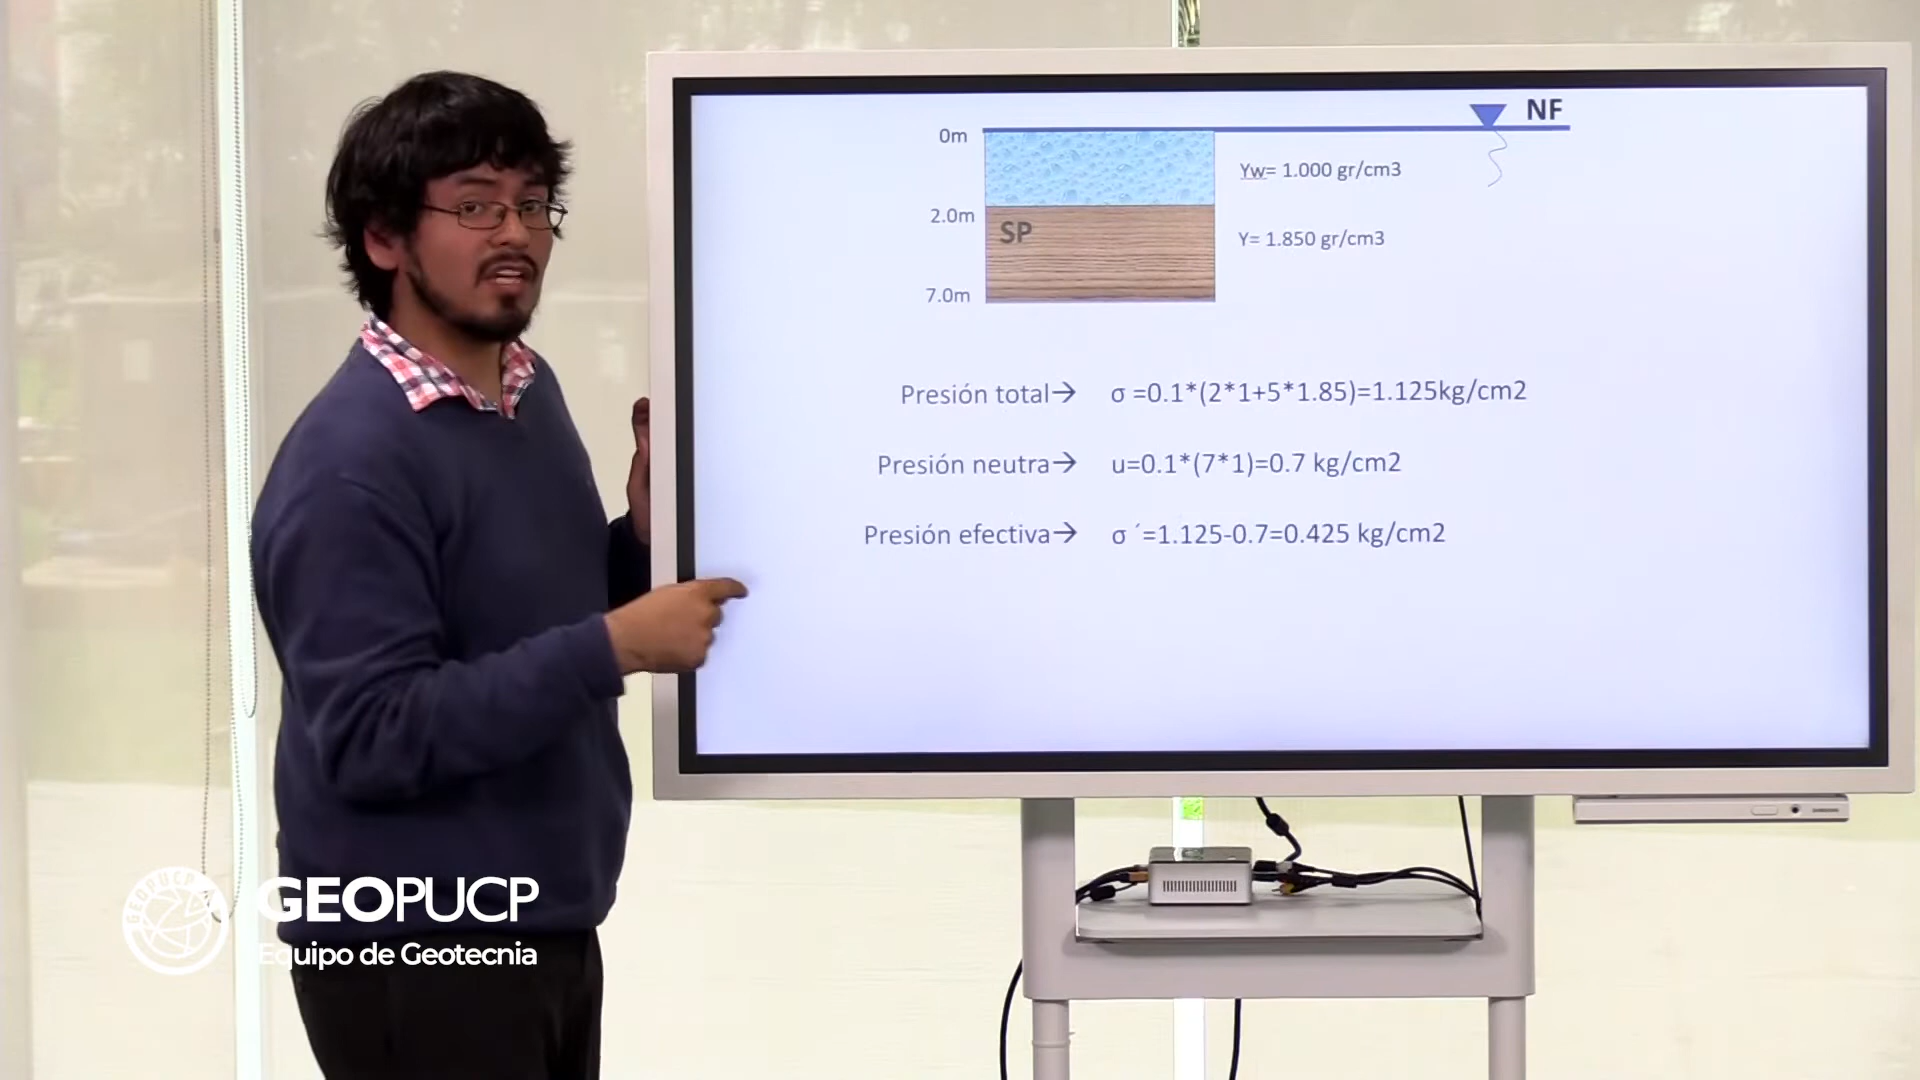 NF
0m
Yw= 1.000 gr/cm3
2.0m
SP
Y= 1.850 gr/cm3
7.0m
Presión total→ σ =0.1*(2*1+5*1.85)=1.125kg/cm2
Presión neutra→ u=0.1*(7*1)=0.7 kg/cm2
Presión efectiva→ σ ´=1.125-0.7=0.425 kg/cm2
GEOPUCP
GEOPUCP
Equipo de Geotecnia